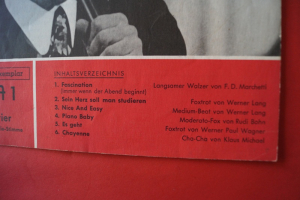 INHALTSVERZEICHNIS:
1. Fascination Langsamer Walzer von F. D. Marchetti
(Immer wenn der Abend beginnt)
2. Sein Herz soll man studieren Foxtrot von Werner Lang
3. Nice And Easy Medium-Beat von Werner Lang
4. Piano Baby Moderato-Fox von Rudi Bohn
5. Es geht Foxtrot von Werner Paul Wagner
6. Cheyenne Cha-Cha von Klaus Michael